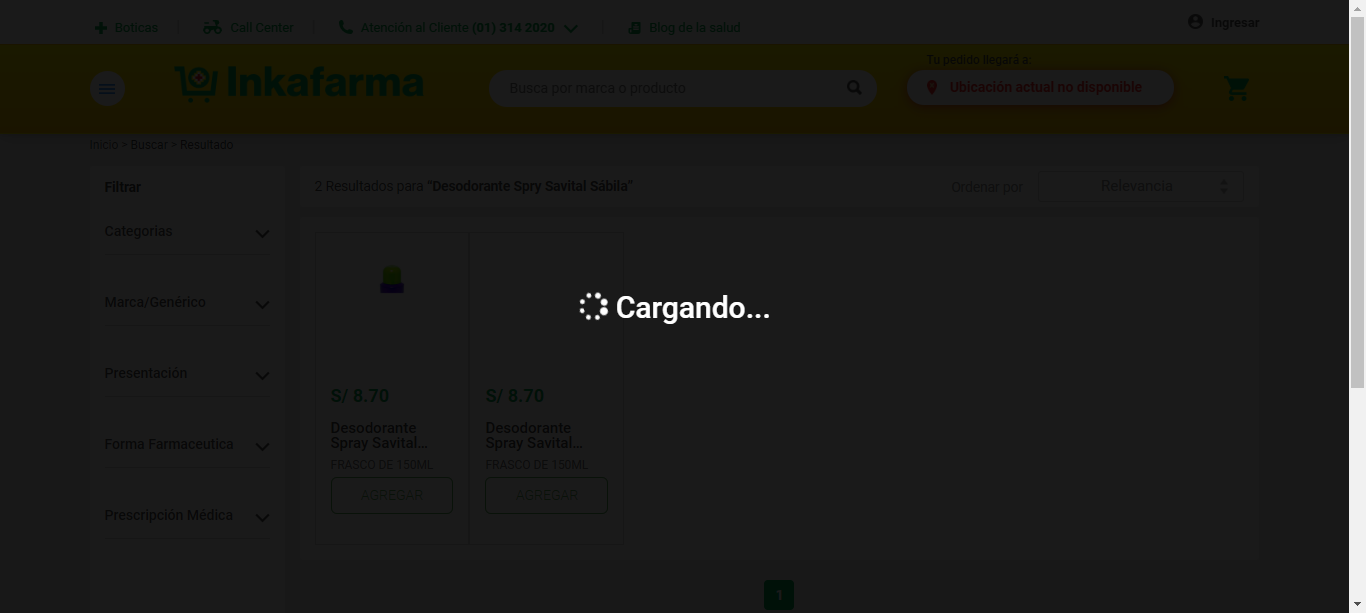 Boticas
Call Center
Atención al Cliente (01) 314 2020
Blog de la salud
Ingresar
Inkafarma
Busca por marca o producto
Tu pedido llegará a:
Ubicación actual no disponible
Inicio > Buscar > Resultado
Filtrar
Categorias
Marca/Genérico
Presentación
Forma Farmaceutica
Prescripción Médica
2 Resultados para "Desodorante Spry Savital Sábila"
Ordenar por
Relevancia
Cargando...
S/ 8.70
Desodorante
Spray Savital...
FRASCO DE 150ML
AGREGAR
S/ 8.70
Desodorante
Spray Savital...
FRASCO DE 150ML
AGREGAR
1